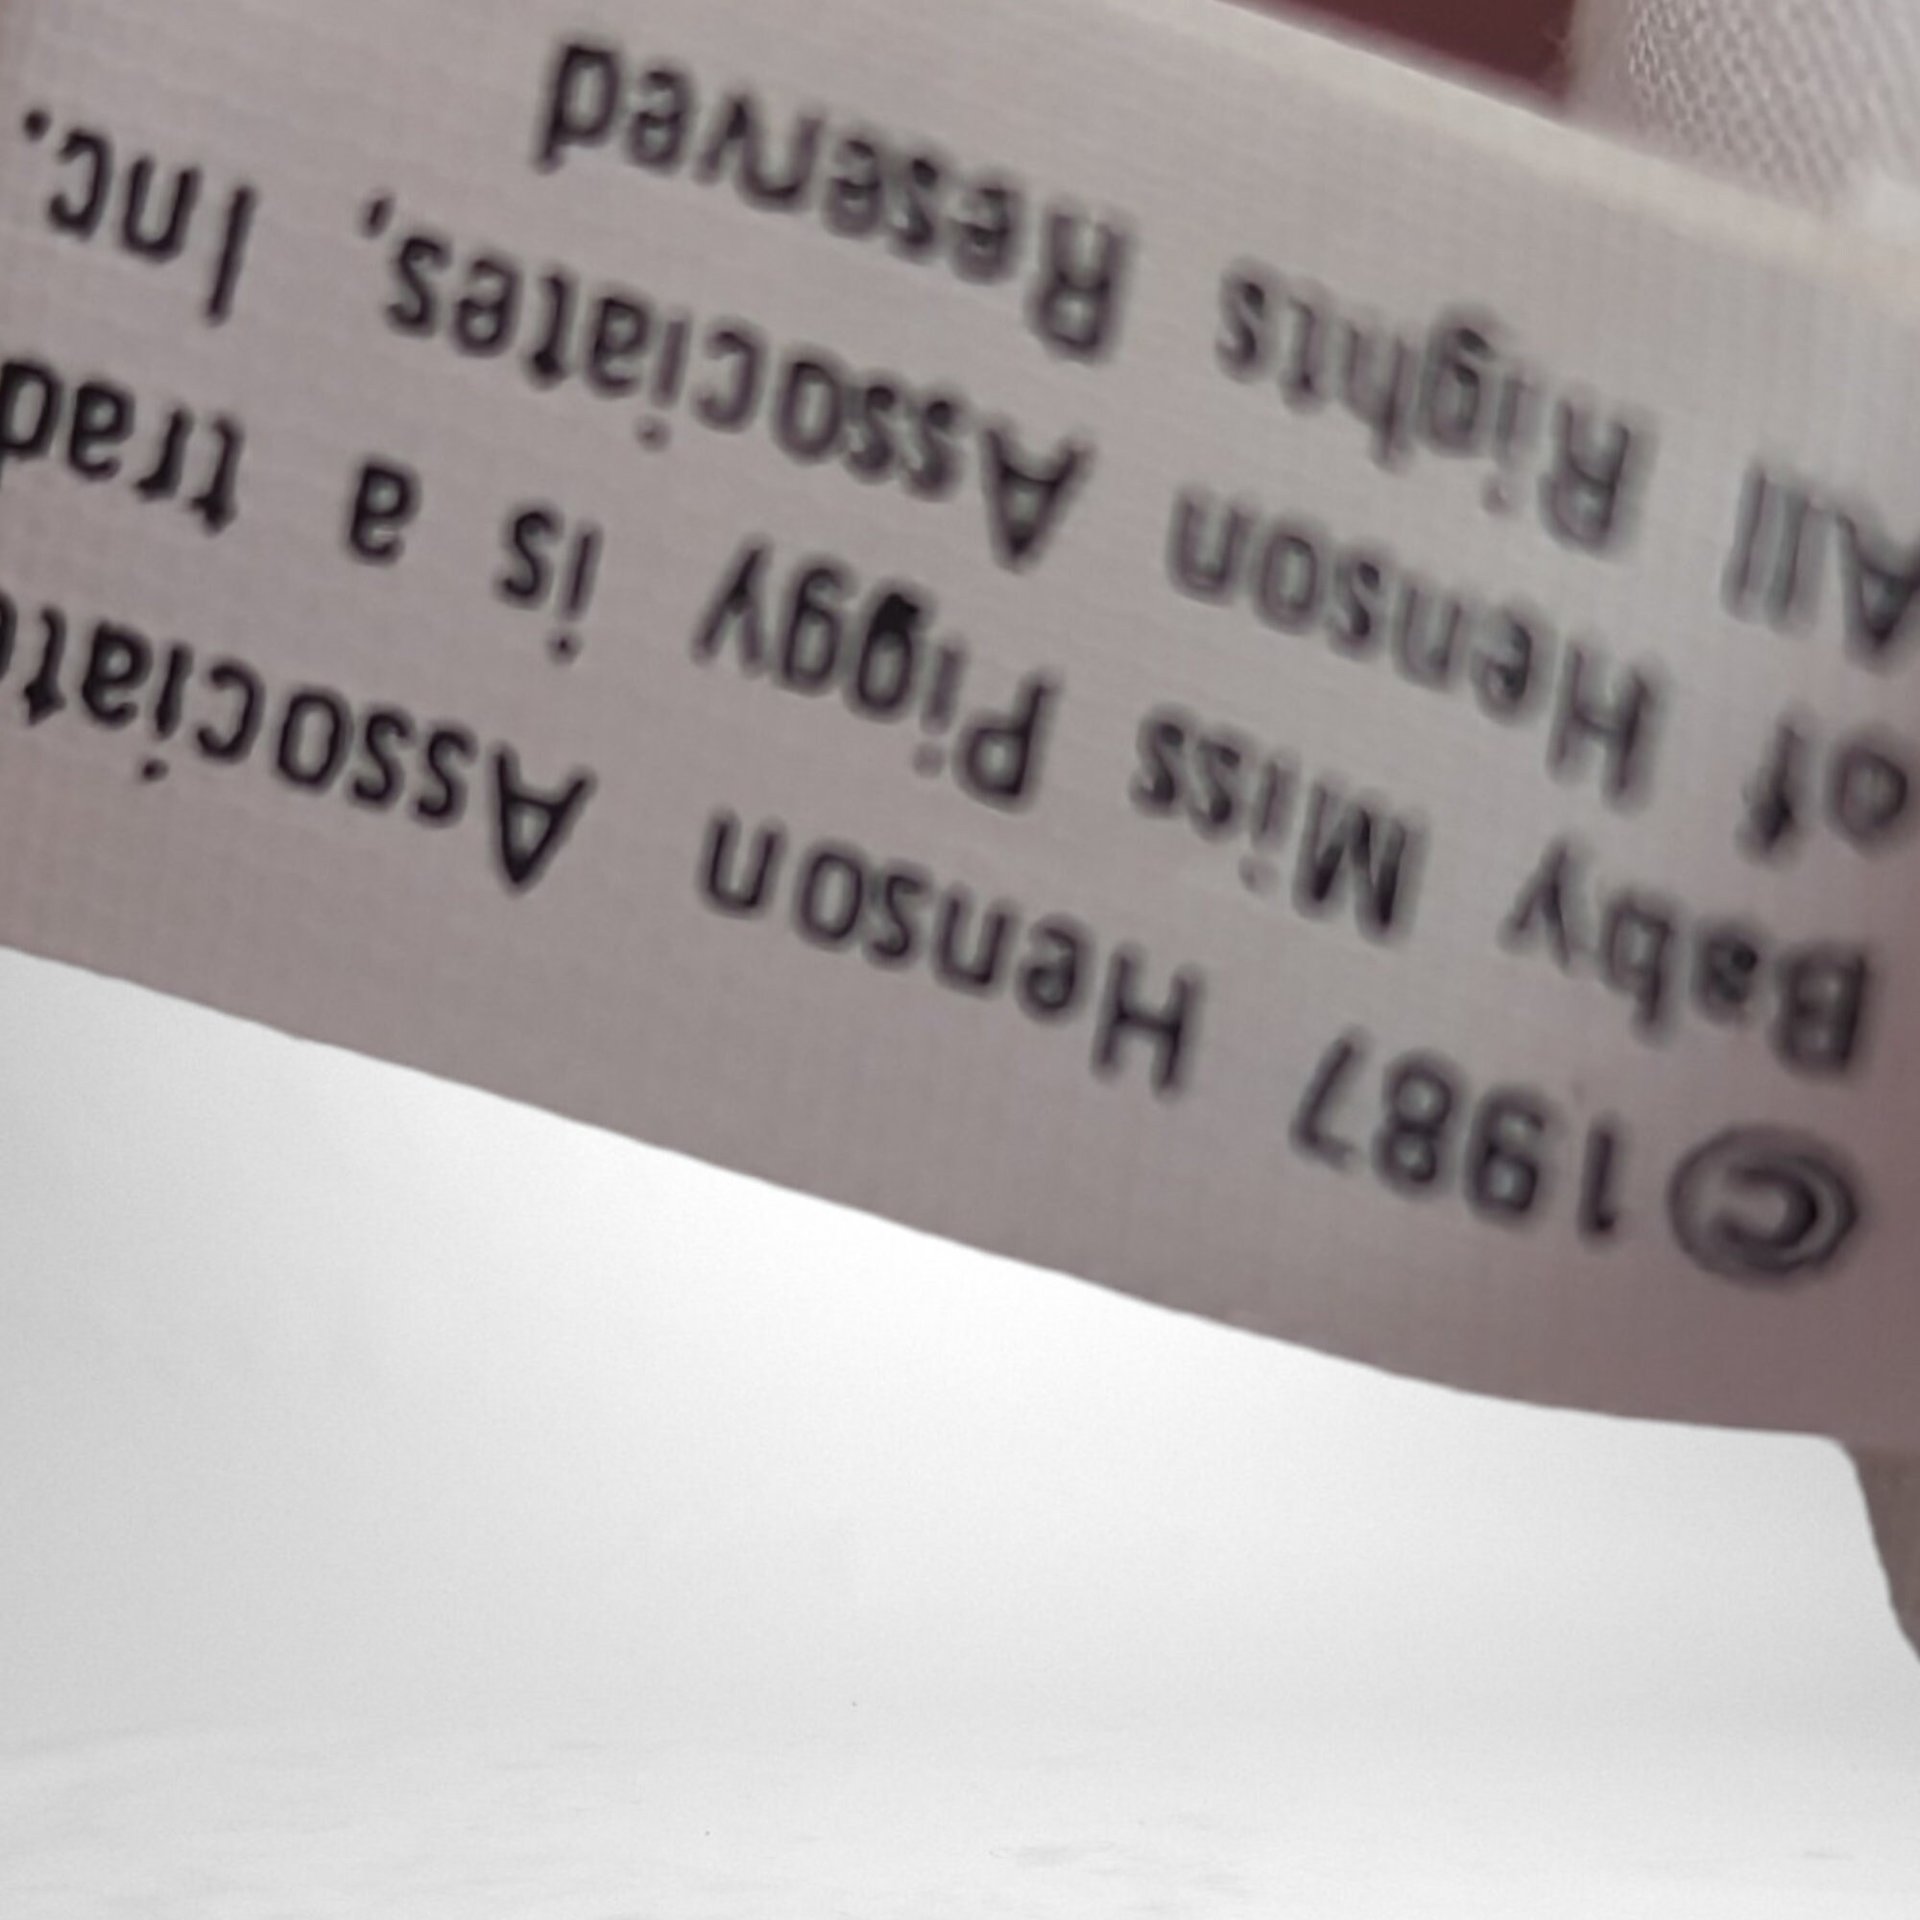 ©1987 Henson Associat
Baby Miss Piggy is a trad
of Henson Associates, Inc.
All Rights Reserved